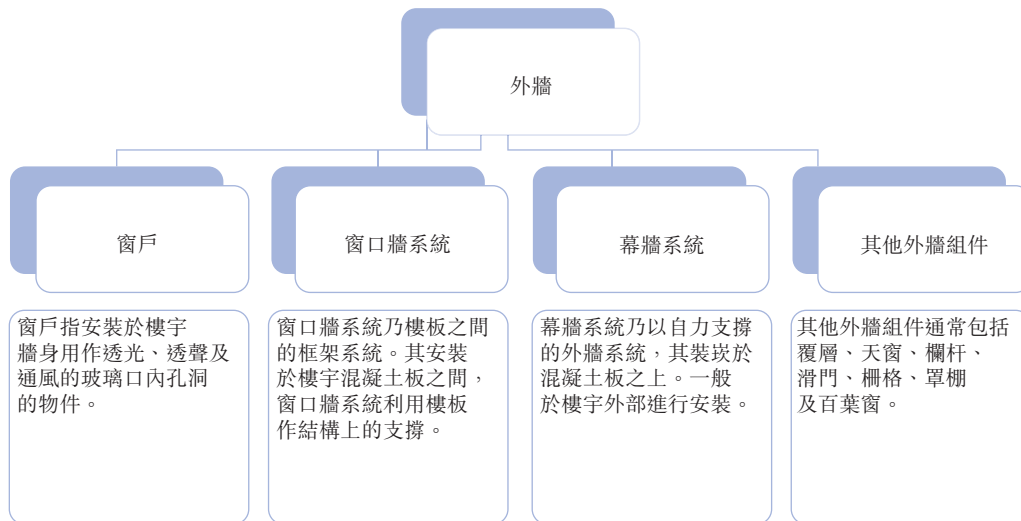 外牆
窗戶
窗口牆系統
幕牆系統
其他外牆組件
窗戶指安裝於樓宇
牆身用作透光、透聲及
通風的玻璃口內孔洞
的物件。
窗口牆系統乃樓板之間
的框架系統。其安裝
於樓宇混凝土板之間，
窗口牆系統利用樓板
作結構上的支撐。
幕牆系統乃以自力支撐
的外牆系統，其裝崁於
混凝土板之上。一般
於樓宇外部進行安裝。
其他外牆組件通常包括
覆層、天窗、欄杆、
滑門、柵格、罩棚
及百葉窗。